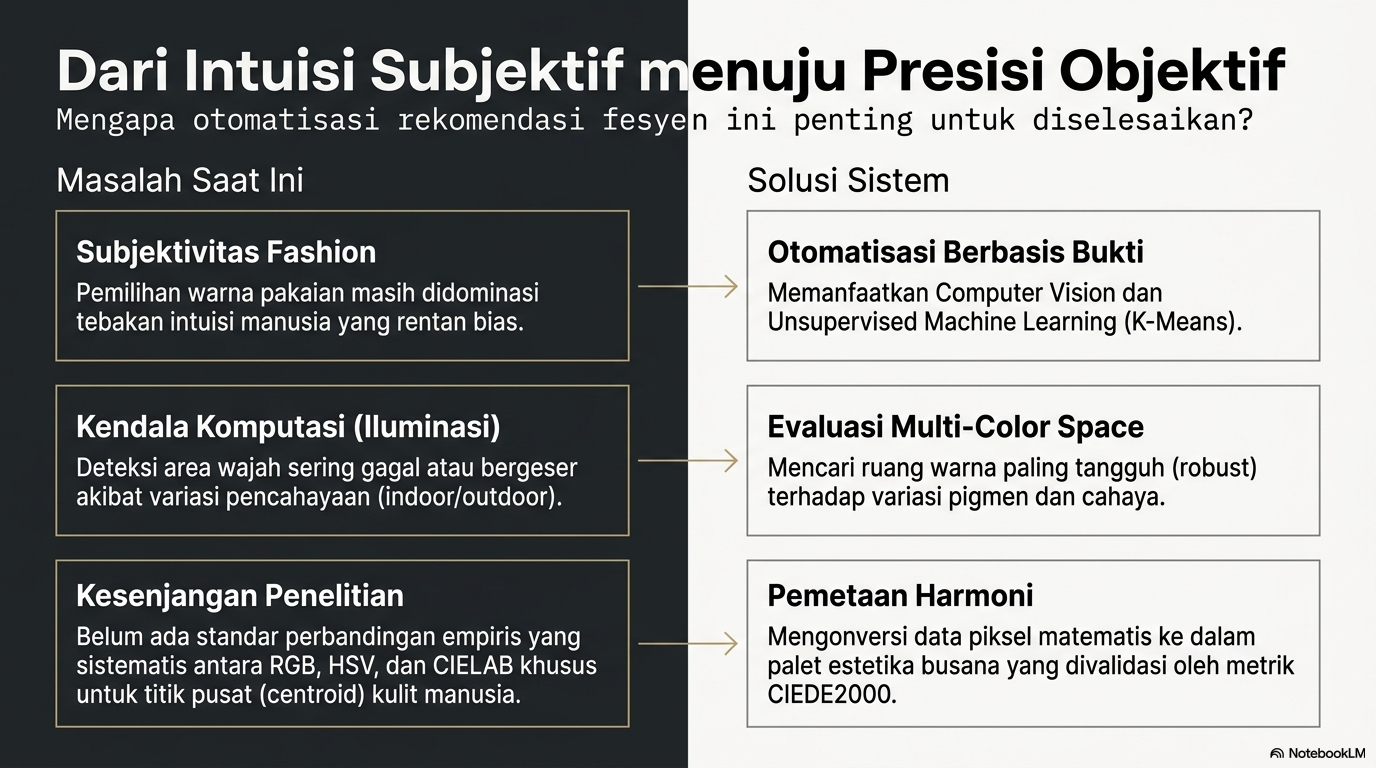 Dari Intuisi Subjektif menuju Presisi Objektif
Mengapa otomatisasi rekomendasi fesyen ini penting untuk diselesaikan?
Masalah Saat Ini
Subjektivitas Fashion
Pemilihan warna pakaian masih didominasi
tebakan intuisi manusia yang rentan bias.
Kendala Komputasi (Iluminasi)
Deteksi area wajah sering gagal atau bergeser
akibat variasi pencahayaan (indoor/outdoor).
Kesenjangan Penelitian
Belum ada standar perbandingan empiris yang
sistematis antara RGB, HSV, dan CIELAB khusus
untuk titik pusat (centroid) kulit manusia.
Solusi Sistem
Otomatisasi Berbasis Bukti
Memanfaatkan Computer Vision dan
Unsupervised Machine Learning (K-Means).
Evaluasi Multi-Color Space
Mencari ruang warna paling tangguh (robust)
terhadap variasi pigmen dan cahaya.
Pemetaan Harmoni
Mengonversi data piksel matematis ke dalam
palet estetika busana yang divalidasi oleh metrik
CIEDE2000.
NotebookLM